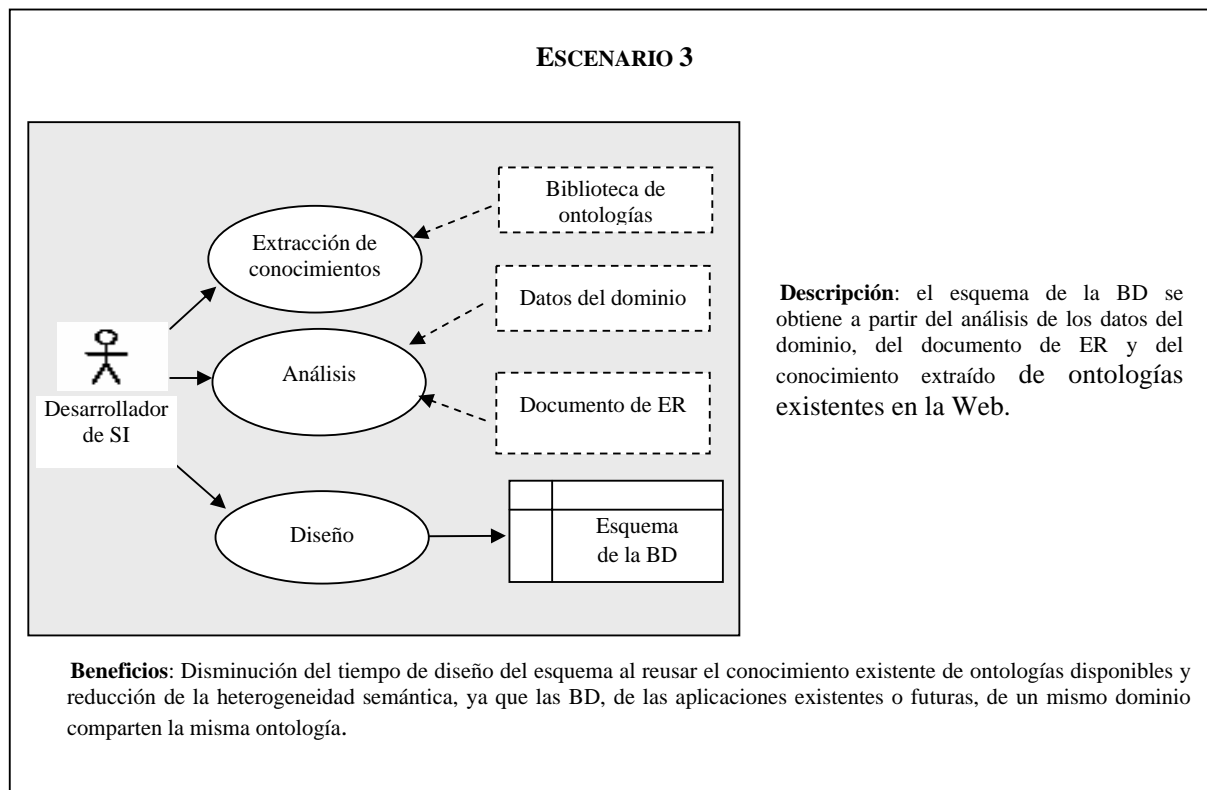 ESCENARIO 3
Biblioteca de
ontologías
Extracción de
conocimientos
Datos del dominio
Análisis
Documento de ER
Desarrollador
de SI
Diseño
Esquema
de la BD
Descripción: el esquema de la BD se
obtiene a partir del análisis de los datos del
dominio, del documento de ER y del
conocimiento extraído de ontologías
existentes en la Web.
Beneficios: Disminución del tiempo de diseño del esquema al reusar el conocimiento existente de ontologías disponibles y
reducción de la heterogeneidad semántica, ya que las BD, de las aplicaciones existentes o futuras, de un mismo dominio
comparten la misma ontología.